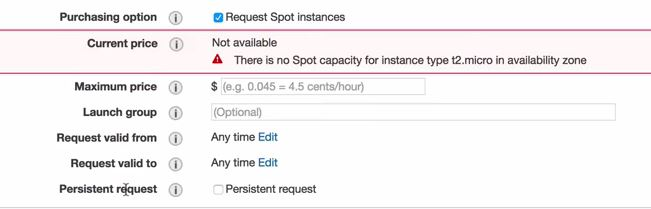 Purchasing option i Request Spot instances
Current price i Not available
There is no Spot capacity for instance type t2.micro in availability zone
Maximum price i $ (e.g. 0.045 = 4.5 cents/hour)
Launch group i (Optional)
Request valid from i Any time Edit
Request valid to i Any time Edit
Persistent request i Persistent request